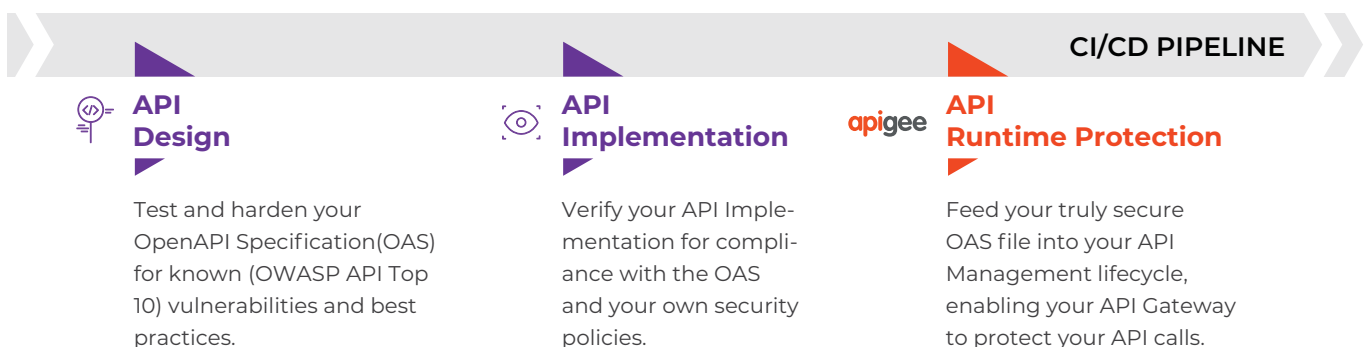 CI/CD PIPELINE
</>
API
Design
Test and harden your
OpenAPI Specification(OAS)
for known (OWASP API Top
10) vulnerabilities and best
practices.
API
Implementation
Verify your API Imple-
mentation for compli-
ance with the OAS
and your own security
policies.
apigee
API
Runtime Protection
Feed your truly secure
OAS file into your API
Management lifecycle,
enabling your API Gateway
to protect your API calls.